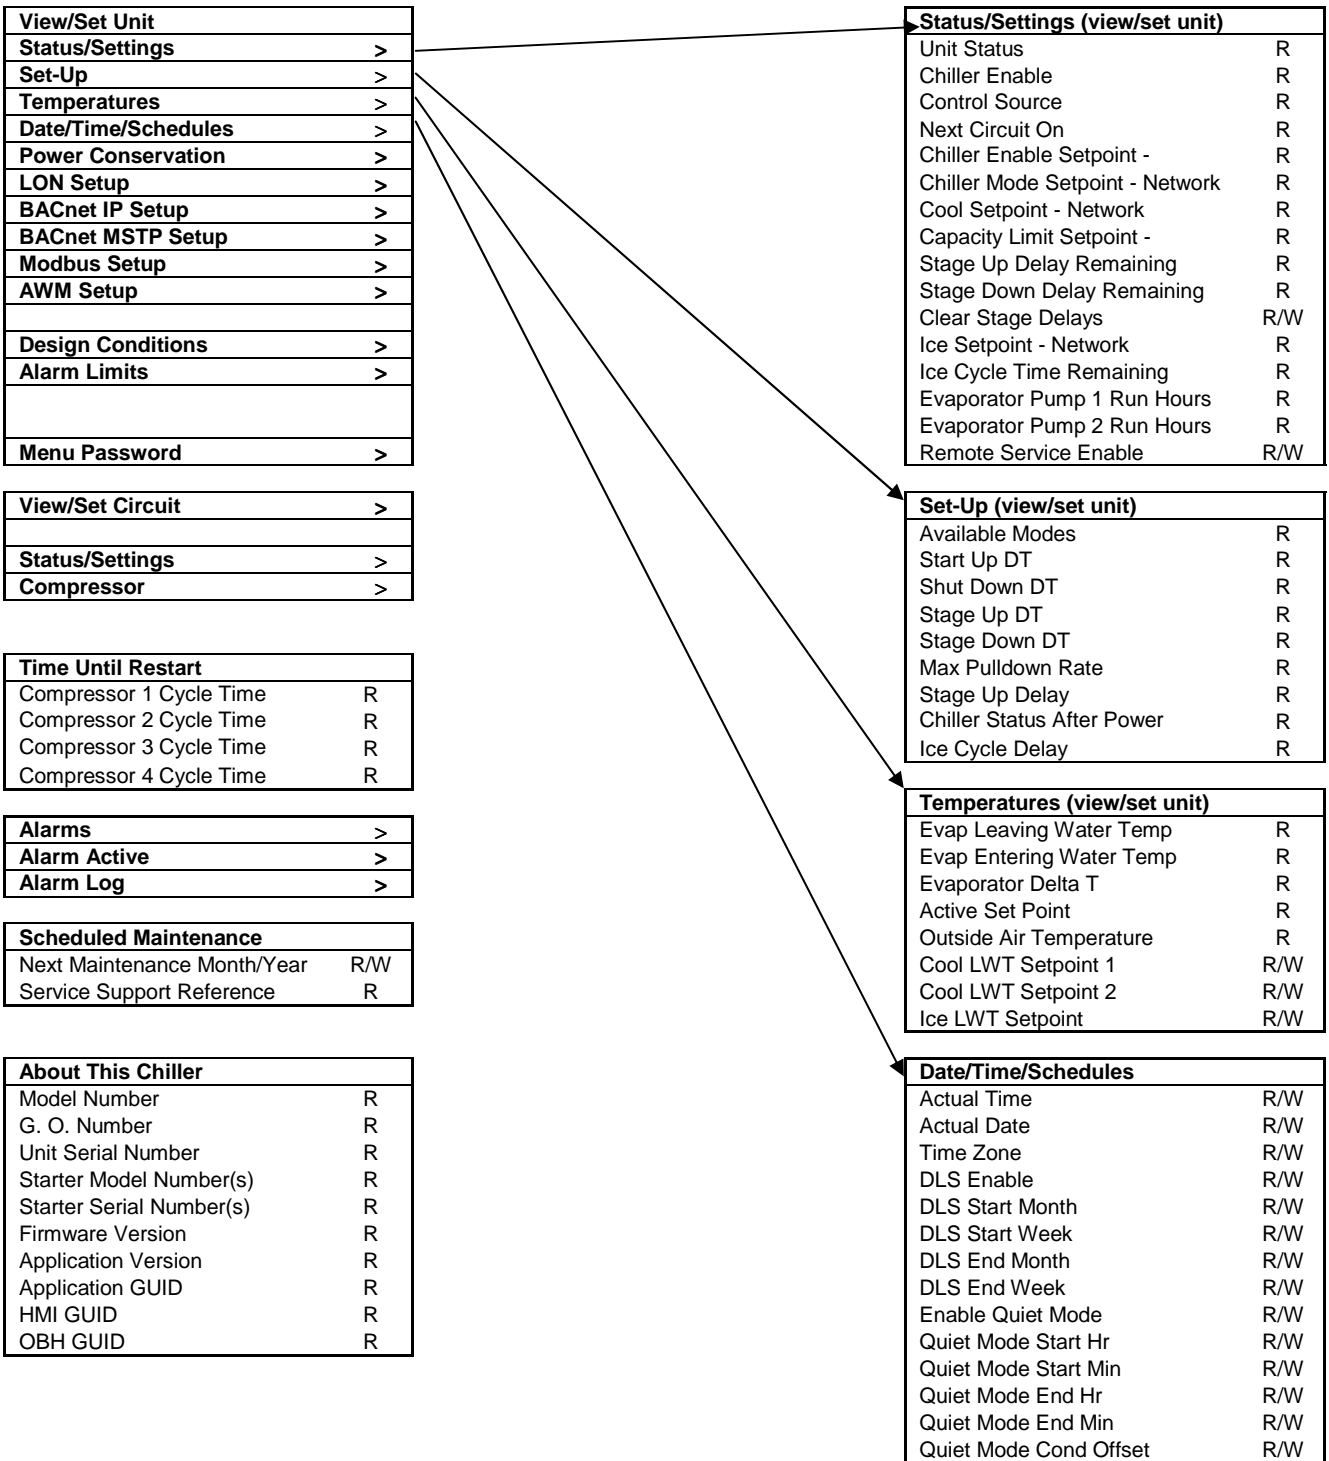 View/Set Unit
Status/Settings >
Set-Up >
Temperatures >
Date/Time/Schedules >
Power Conservation >
LON Setup >
BACnet IP Setup >
BACnet MSTP Setup >
Modbus Setup >
AWM Setup >
Design Conditions >
Alarm Limits >
Menu Password >
View/Set Circuit >
Status/Settings >
Compressor >
Time Until Restart
Compressor 1 Cycle Time R
Compressor 2 Cycle Time R
Compressor 3 Cycle Time R
Compressor 4 Cycle Time R
Alarms >
Alarm Active >
Alarm Log >
Scheduled Maintenance
Next Maintenance Month/Year R/W
Service Support Reference R
About This Chiller
Model Number R
G. O. Number R
Unit Serial Number R
Starter Model Number(s) R
Starter Serial Number(s) R
Firmware Version R
Application Version R
Application GUID R
HMI GUID R
OBH GUID R
Status/Settings (view/set unit)
Unit Status R
Chiller Enable R
Control Source R
Next Circuit On R
Chiller Enable Setpoint - R
Chiller Mode Setpoint - Network R
Cool Setpoint - Network R
Capacity Limit Setpoint - R
Stage Up Delay Remaining R
Stage Down Delay Remaining R
Clear Stage Delays R/W
Ice Setpoint - Network R
Ice Cycle Time Remaining R
Evaporator Pump 1 Run Hours R
Evaporator Pump 2 Run Hours R
Remote Service Enable R/W
Set-Up (view/set unit)
Available Modes R
Start Up DT R
Shut Down DT R
Stage Up DT R
Stage Down DT R
Max Pulldown Rate R
Stage Up Delay R
Chiller Status After Power R
Ice Cycle Delay R
Temperatures (view/set unit)
Evap Leaving Water Temp R
Evap Entering Water Temp R
Evaporator Delta T R
Active Set Point R
Outside Air Temperature R
Cool LWT Setpoint 1 R/W
Cool LWT Setpoint 2 R/W
Ice LWT Setpoint R/W
Date/Time/Schedules
Actual Time R/W
Actual Date R/W
Time Zone R/W
DLS Enable R/W
DLS Start Month R/W
DLS Start Week R/W
DLS End Month R/W
DLS End Week R/W
Enable Quiet Mode R/W
Quiet Mode Start Hr R/W
Quiet Mode Start Min R/W
Quiet Mode End Hr R/W
Quiet Mode End Min R/W
Quiet Mode Cond Offset R/W